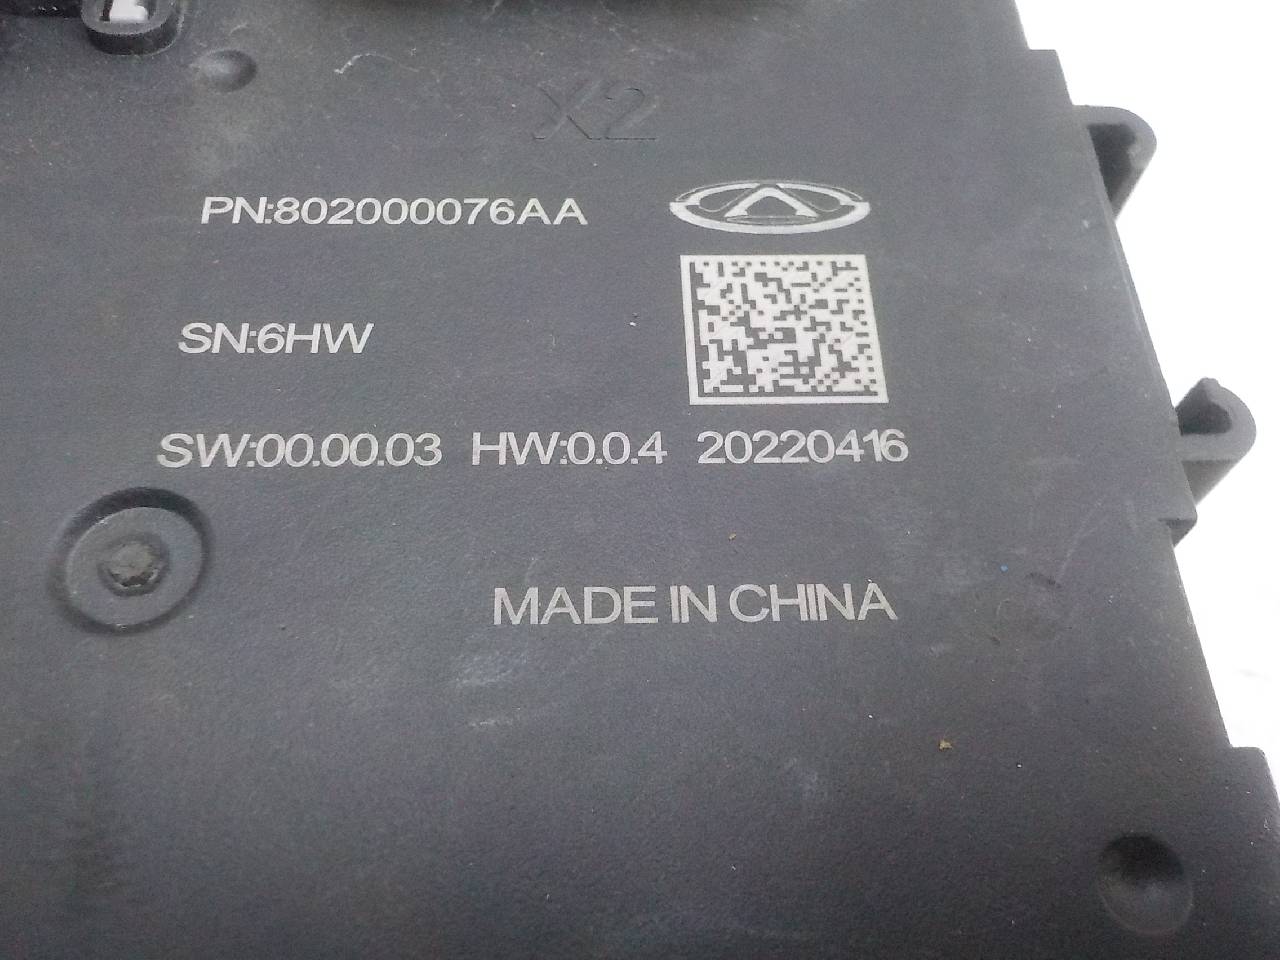 X2
PN:802000076AA
SN:6HW
SW:00.00.03 HW:0.0.4 20220416
MADE IN CHINA